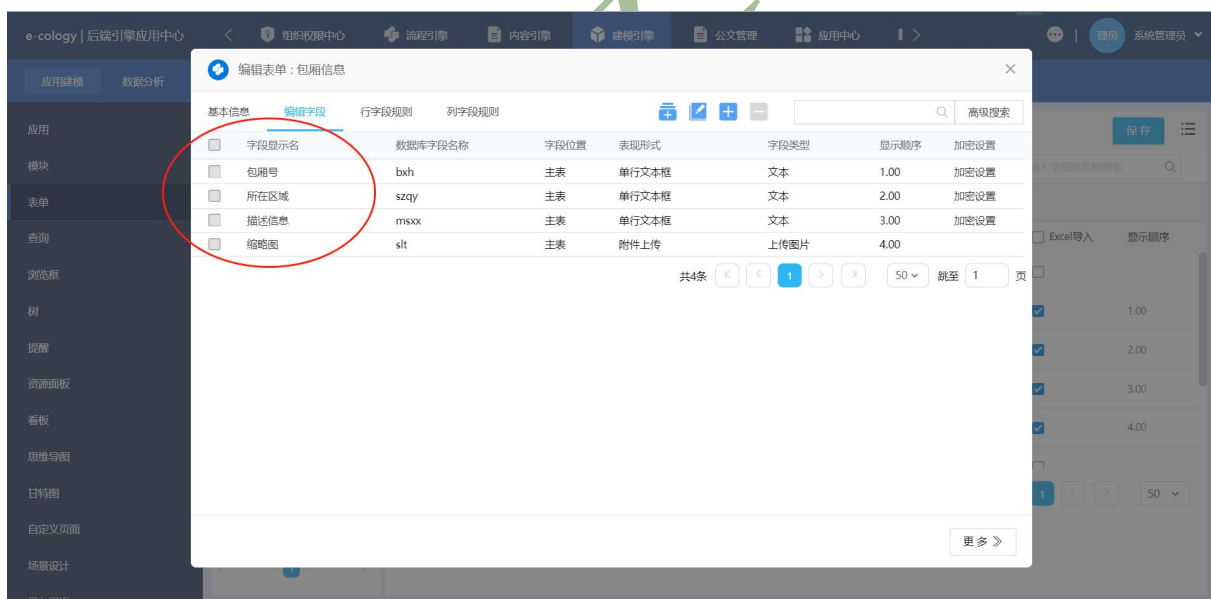 e-cology | 后端引擎应用中心 组织权限中心 流程引擎 内容引擎 建模引擎 公文管理 应用中心 理员 系统管理员
应用建模 数据分析
编辑表单 : 包厢信息
基本信息 编辑字段 行字段规则 列字段规则 高级搜索
保存
字段显示名 数据库字段名称 字段位置 表现形式 字段类型 显示顺序 加密设置
包厢号 bxh 主表 单行文本框 文本 1.00 加密设置
所在区域 szqy 主表 单行文本框 文本 2.00 加密设置
描述信息 msxx 主表 单行文本框 文本 3.00 加密设置
缩略图 slt 主表 附件上传 上传图片 4.00
共4条 1 50 跳至 1 页
更多
应用
模块
表单
查询
浏览框
树
提醒
资源面板
看板
思维导图
甘特图
自定义页面
场景设计
Excel导入 显示顺序
1.00
2.00
3.00
4.00
1 50
1